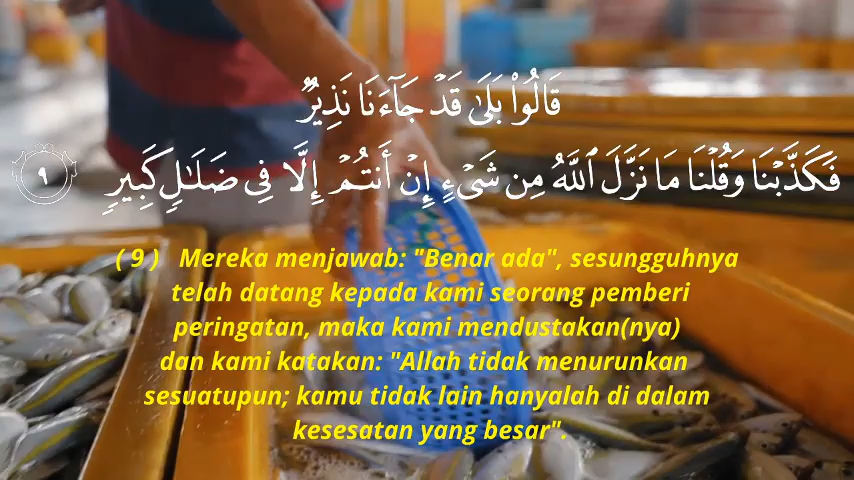 قَالُوا۟ بَلَىٰ قَدْ جَآءَنَا نَذِيرٌ
فَكَذَّبْنَا وَقُلْنَا مَا نَزَّلَ ٱللَّهُ مِن شَىْءٍ إِنْ أَنتُمْ إِلَّا فِى ضَلَـٰلٍ كَبِيرٍ ٩
( 9 ) Mereka menjawab: "Benar ada", sesungguhnya
telah datang kepada kami seorang pemberi
peringatan, maka kami mendustakan(nya)
dan kami katakan: "Allah tidak menurunkan
sesuatupun; kamu tidak lain hanyalah di dalam
kesesatan yang besar".